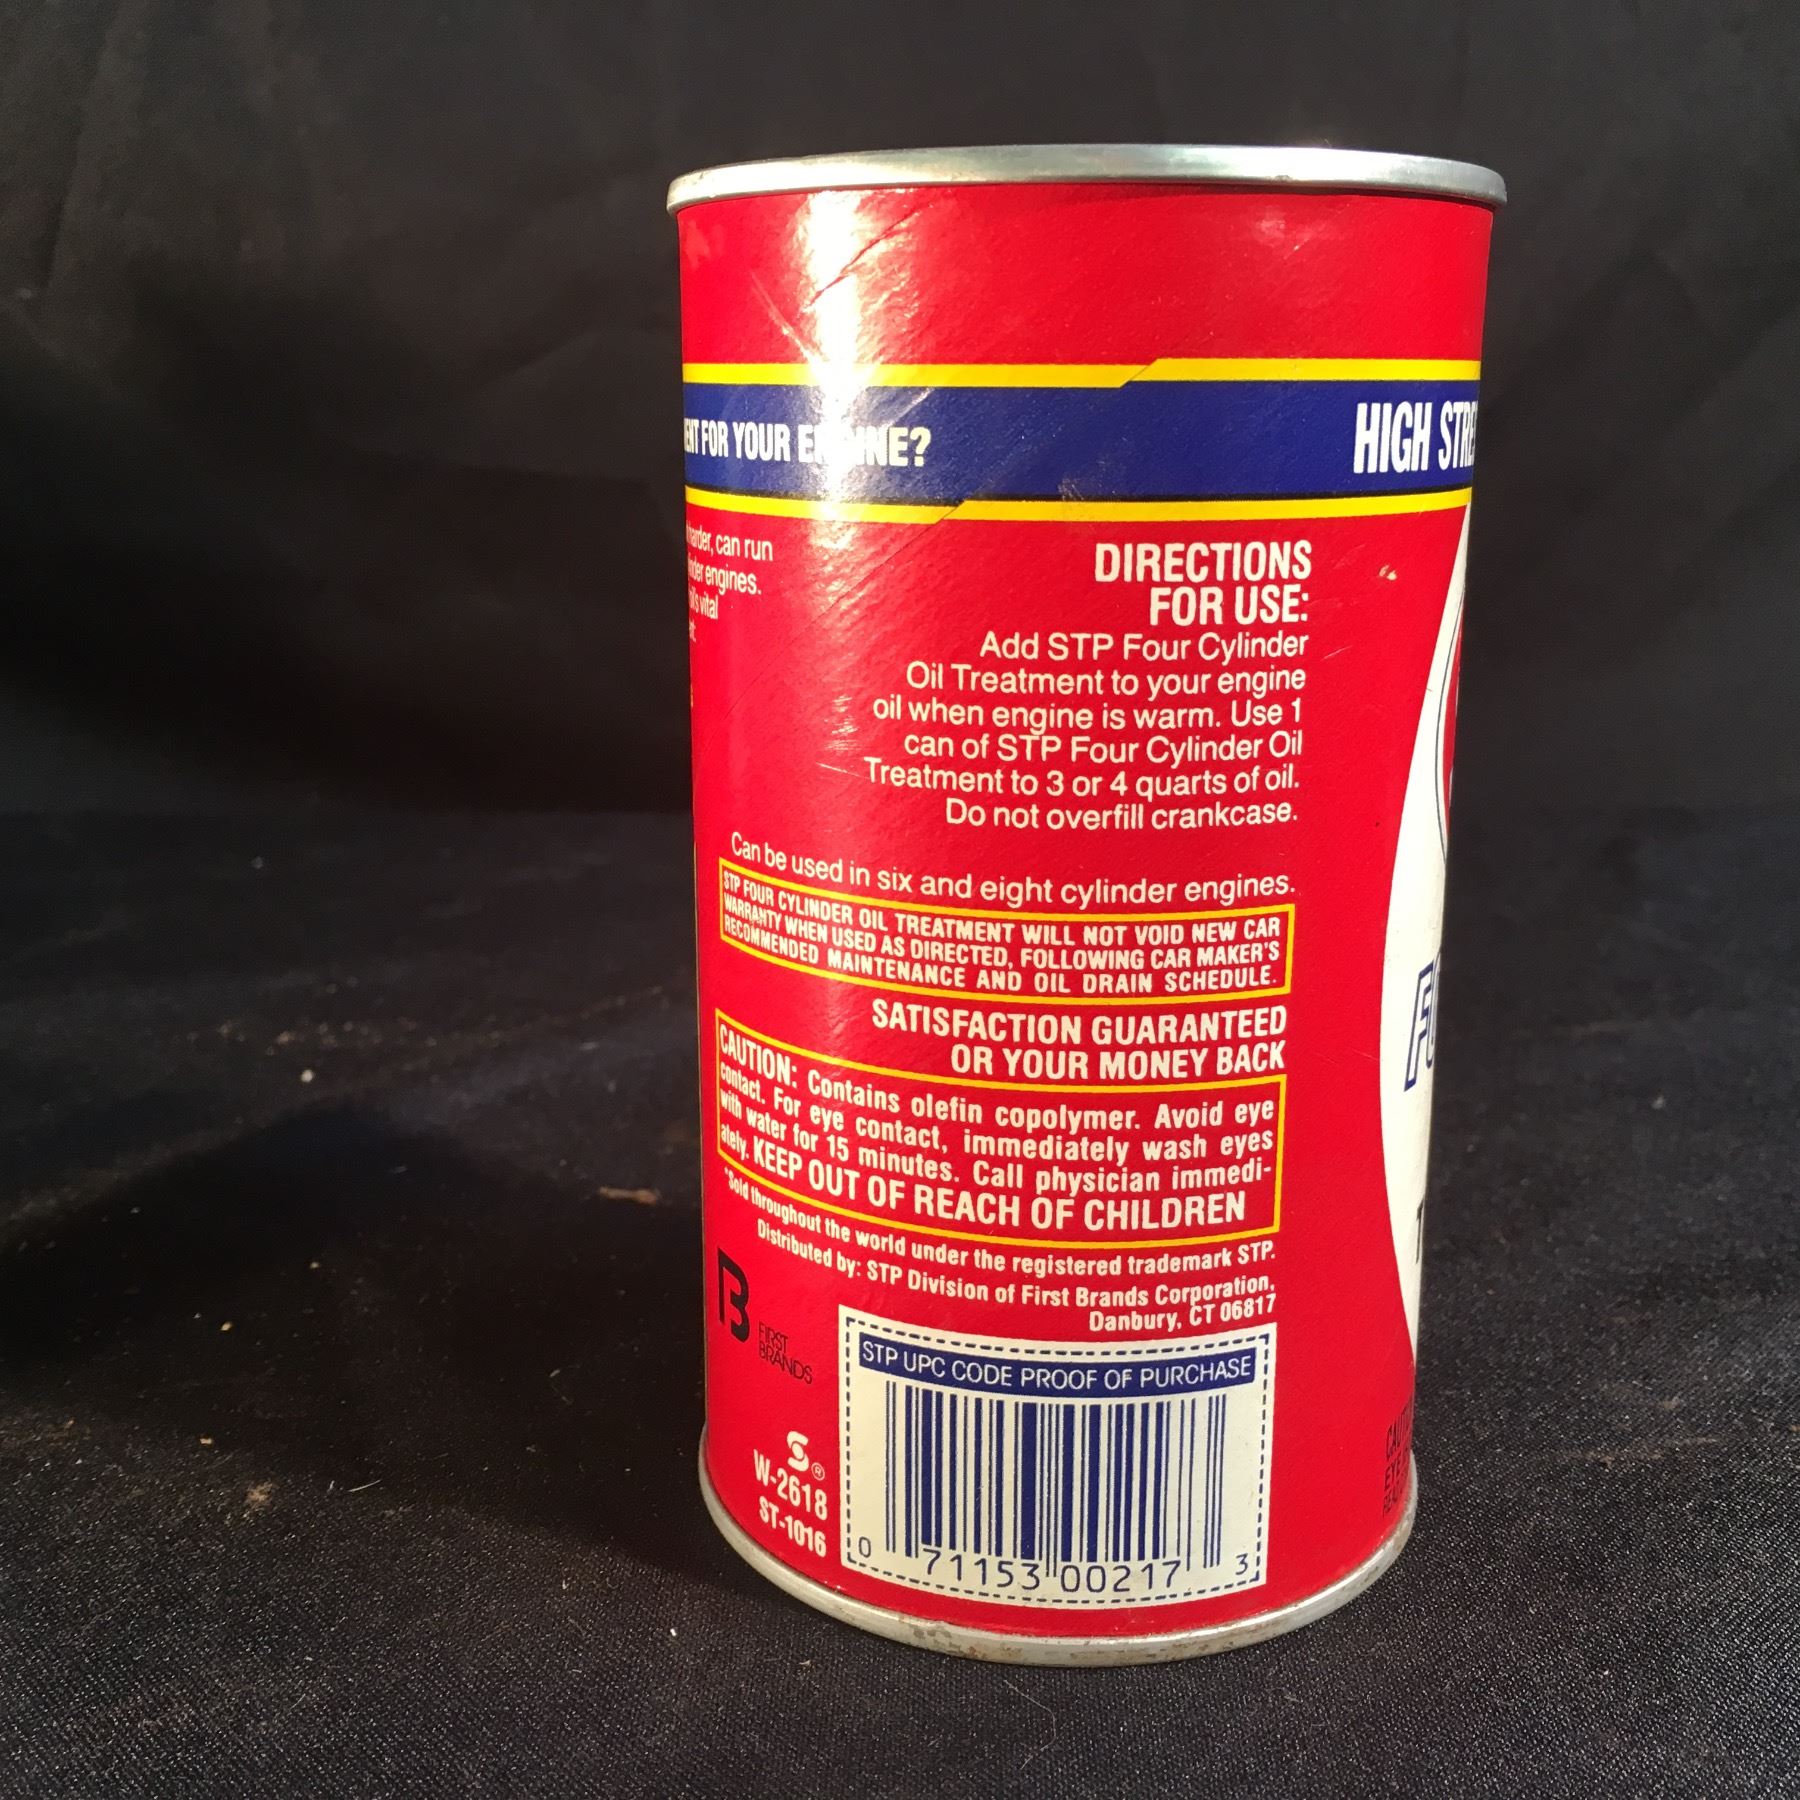 FOR YOUR ENGINE?
HIGH
harder, can run
engines.
vital
DIRECTIONS
FOR USE:
Add STP Four Cylinder
Oil Treatment to your engine
oil when engine is warm. Use 1
can of STP Four Cylinder Oil
Treatment to 3 or 4 quarts of oil.
Do not overfill crankcase.
Can be used in six and eight cylinder engines.
STP FOUR CYLINDER OIL TREATMENT WILL NOT VOID NEW CAR
WARRANTY WHEN USED AS DIRECTED, FOLLOWING CAR MAKER'S
RECOMMENDED MAINTENANCE AND OIL DRAIN SCHEDULE.
SATISFACTION GUARANTEED
OR YOUR MONEY BACK
CAUTION: Contains olefin copolymer. Avoid eye
contact. For eye contact, immediately wash eyes
with water for 15 minutes. Call physician immedi-
ately. KEEP OUT OF REACH OF CHILDREN
*Sold throughout the world under the registered trademark STP.
Distributed by: STP Division of First Brands Corporation,
Danbury, CT 06817
FIRST
BRANDS
S®
W-2618
ST-1016
STP UPC CODE PROOF OF PURCHASE
0 71153 00217 3